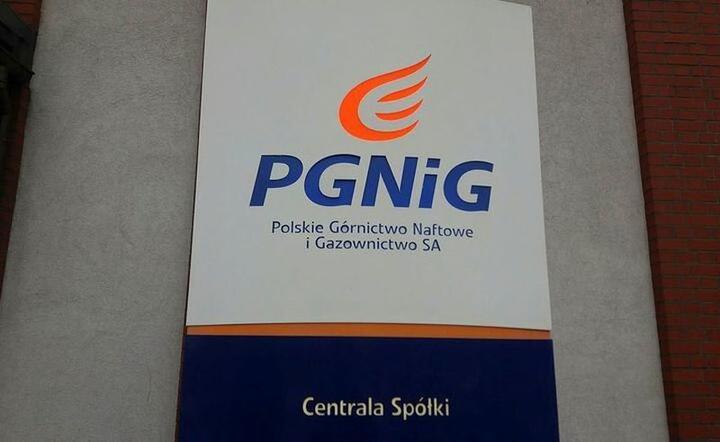 PGNiG
Polskie Górnictwo Naftowe
i Gazownictwo SA
Centrala Spółki